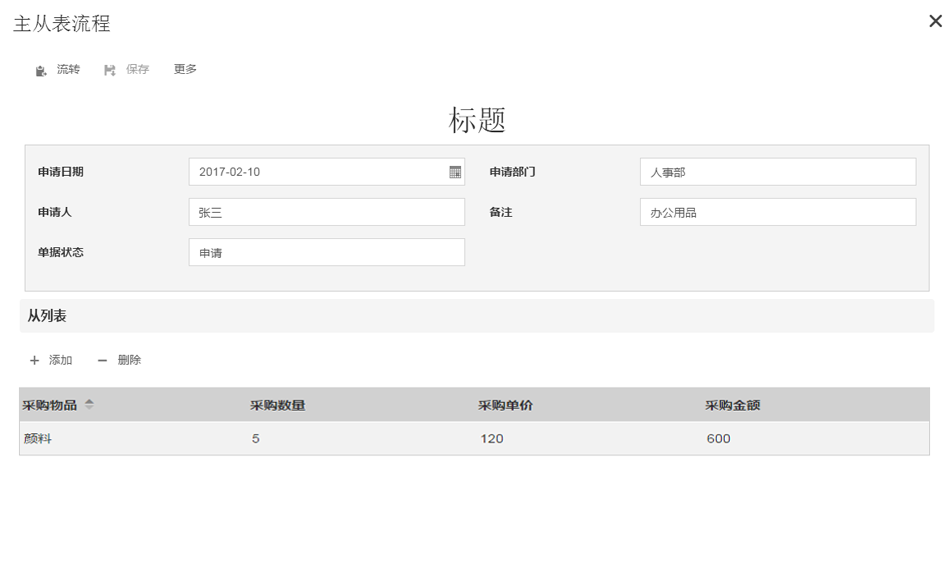 主从表流程
流转 保存 更多
标题
申请日期 2017-02-10 申请部门 人事部
申请人 张三 备注 办公用品
单据状态 申请
从列表
+ 添加 − 删除
采购物品 采购数量 采购单价 采购金额
颜料 5 120 600